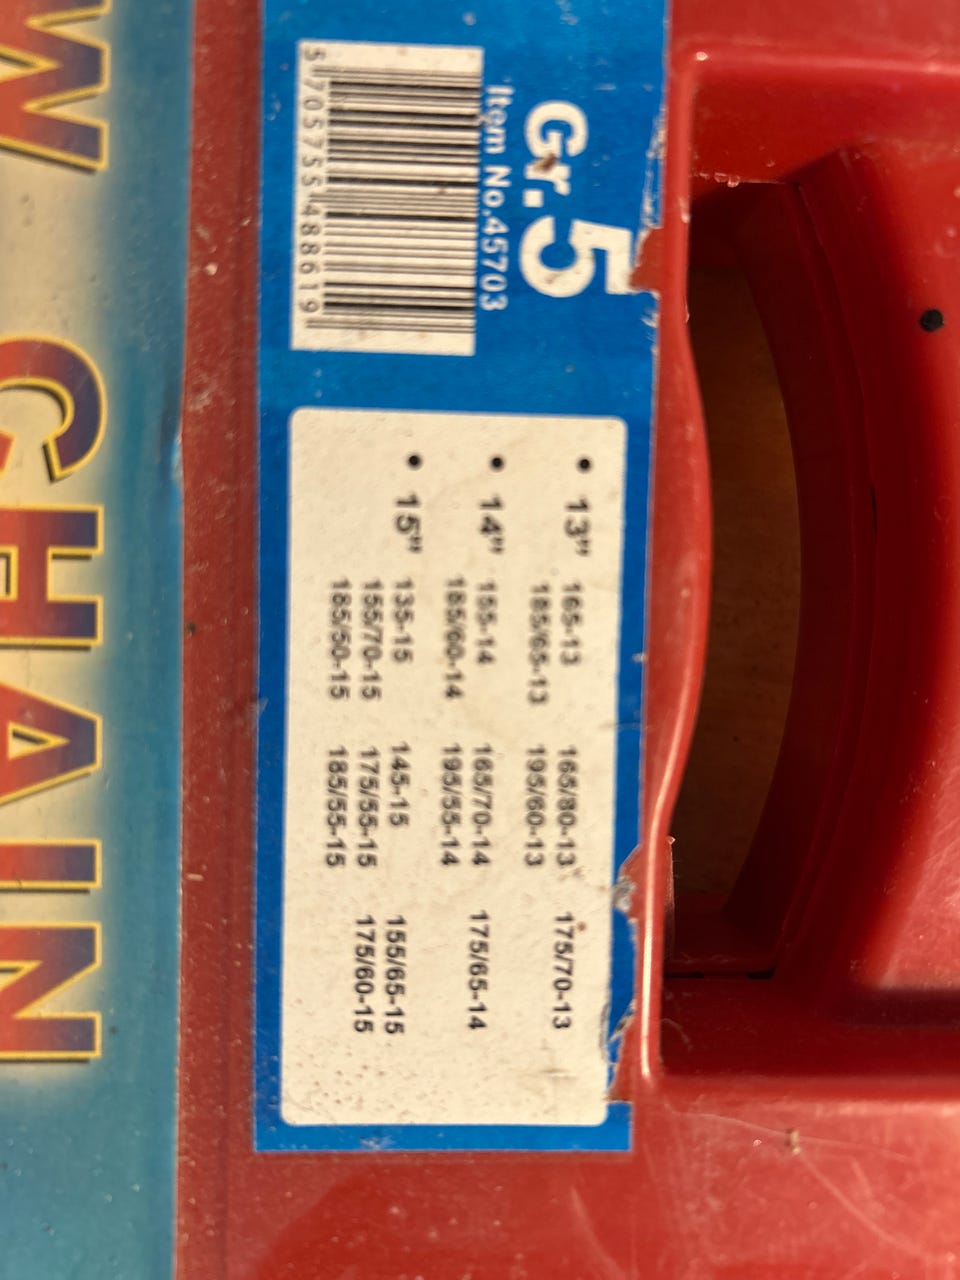 Gr.5
Item No.45703
5705755488619
• 13" 165-13 165/80-13 175/70-13
185/65-13 195/60-13
• 14" 155-14 165/70-14 175/65-14
185/60-14 195/55-14
• 15" 135-15 145-15 155/65-15
155/70-15 175/55-15 175/60-15
185/50-15 185/55-15
W CHAIN